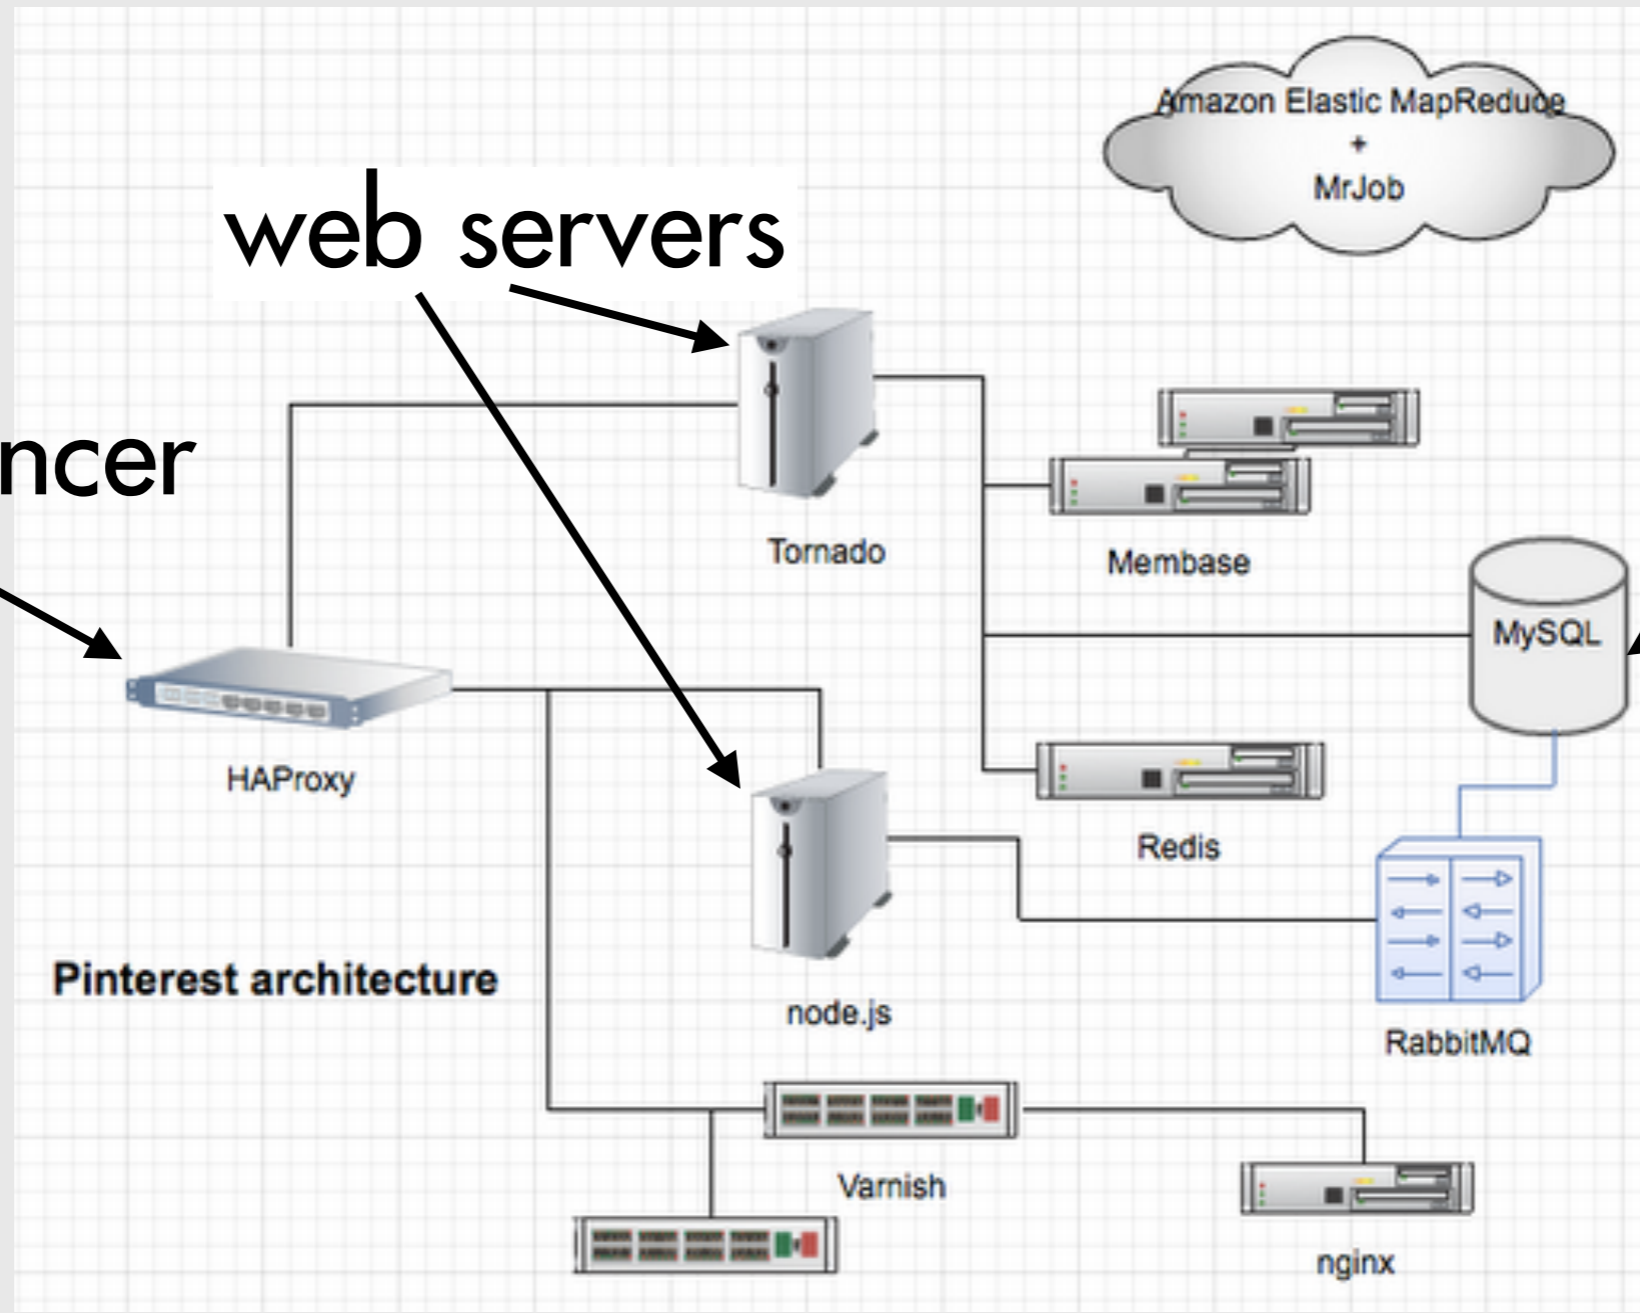 Amazon Elastic MapReduce
+
MrJob
web servers
ncer
Tornado
Membase
MySQL
HAProxy
Redis
Pinterest architecture
node.js
RabbitMQ
Varnish
nginx